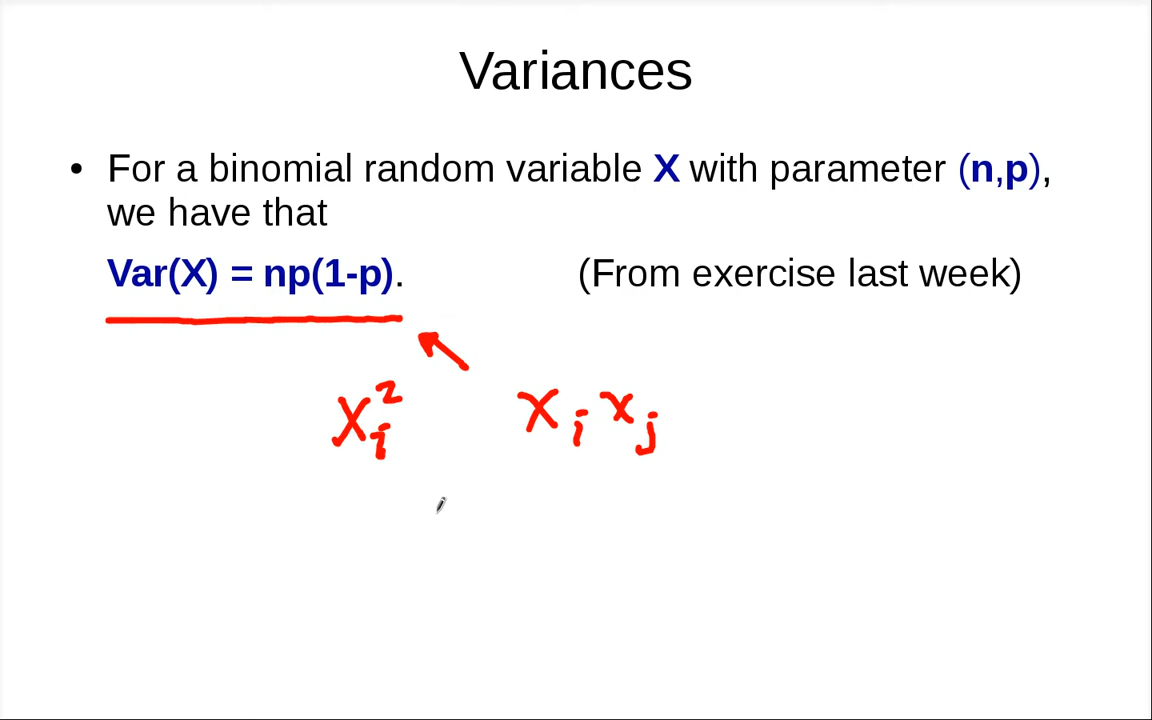 Variances
• For a binomial random variable X with parameter (n,p),
we have that
Var(X) = np(1-p). (From exercise last week)
X_i^2 X_i X_j